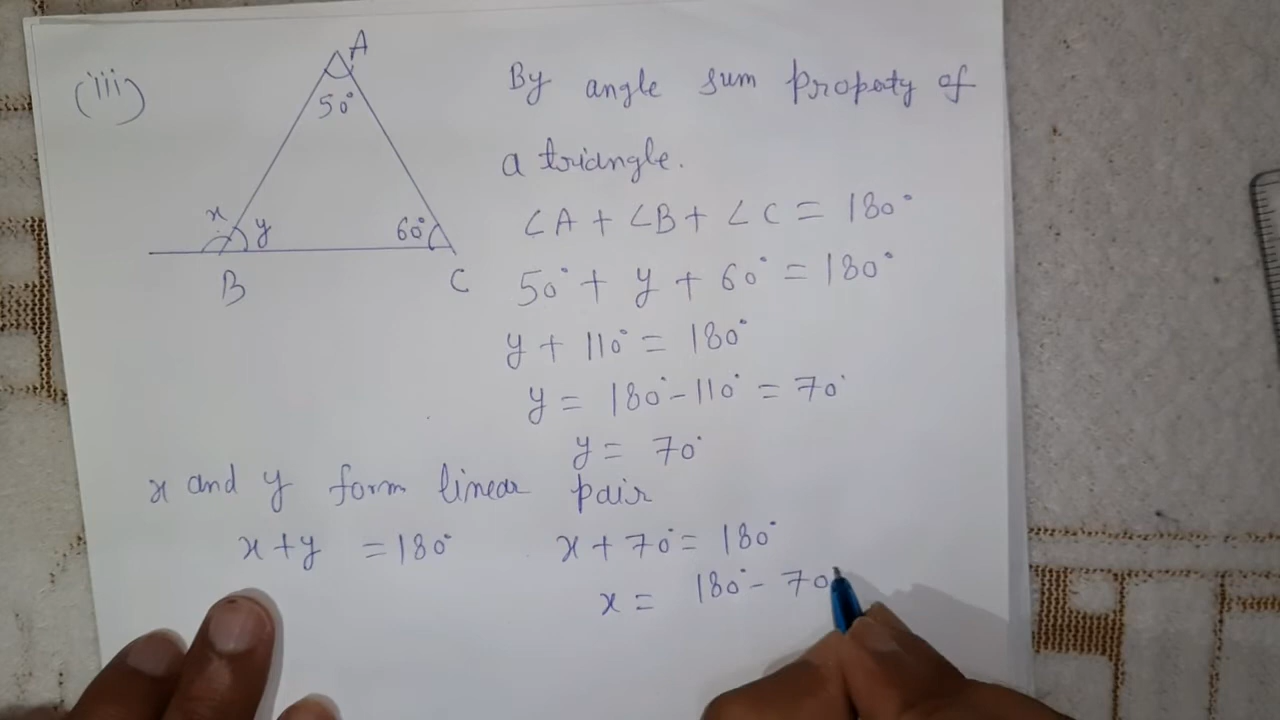 (iii)
A
50°
x
y
60°
B
C
By angle sum property of
a triangle.
∠A + ∠B + ∠C = 180°
50° + y + 60° = 180°
y + 110° = 180°
y = 180° - 110° = 70°
y = 70°
x and y form linear pair
x + y = 180°
x + 70° = 180°
x = 180° - 70